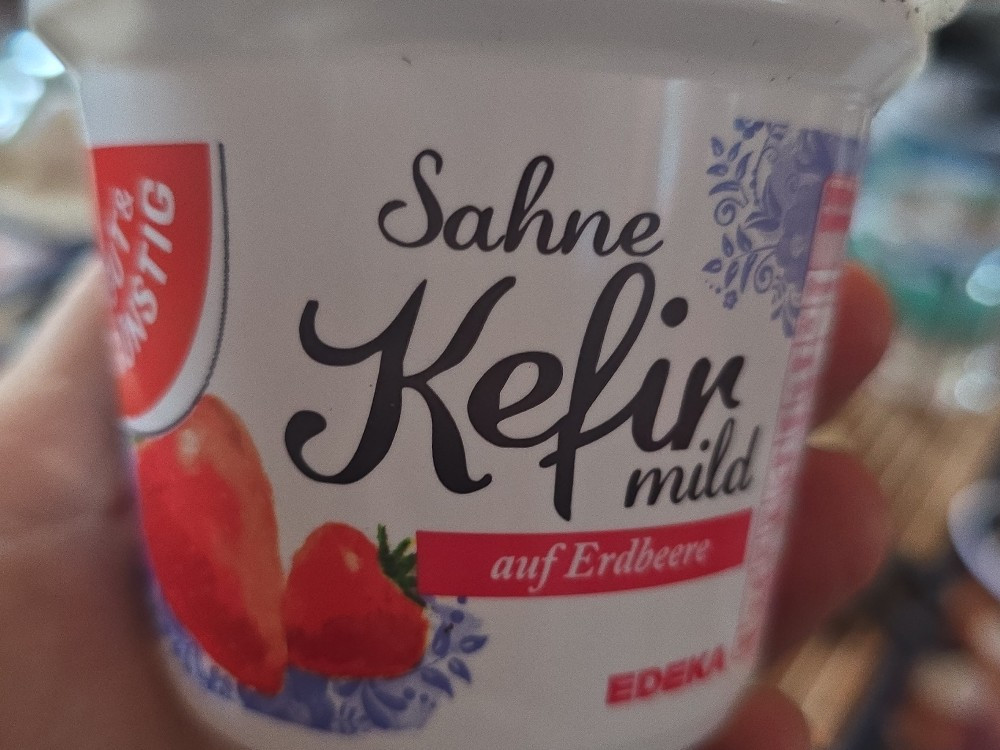 Sahne
Kefir
mild
auf Erdbeere
EDEKA